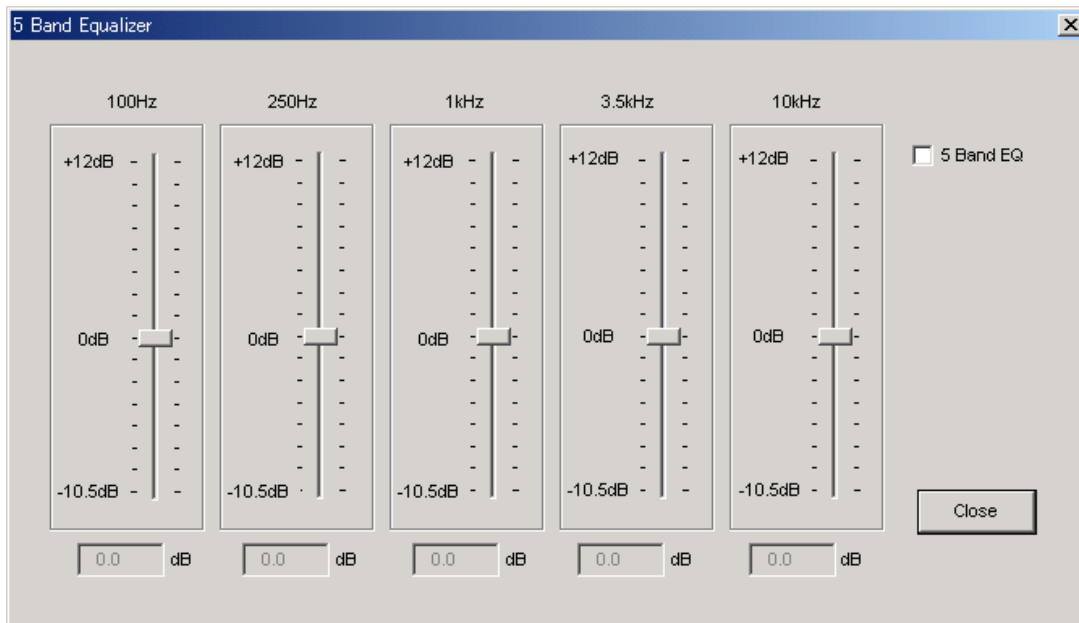 5 Band Equalizer
100Hz 250Hz 1kHz 3.5kHz 10kHz
+12dB +12dB +12dB +12dB +12dB
5 Band EQ
0dB 0dB 0dB 0dB 0dB
-10.5dB -10.5dB -10.5dB -10.5dB -10.5dB
Close
0.0 dB 0.0 dB 0.0 dB 0.0 dB 0.0 dB